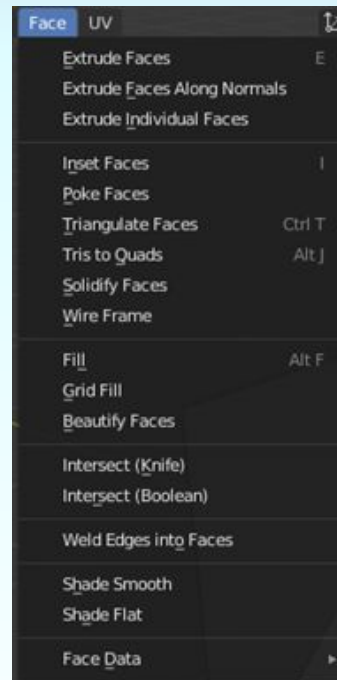 Face UV
Extrude Faces E
Extrude Faces Along Normals
Extrude Individual Faces
Inset Faces I
Poke Faces
Triangulate Faces Ctrl T
Tris to Quads Alt J
Solidify Faces
Wire Frame
Fill Alt F
Grid Fill
Beautify Faces
Intersect (Knife)
Intersect (Boolean)
Weld Edges into Faces
Shade Smooth
Shade Flat
Face Data